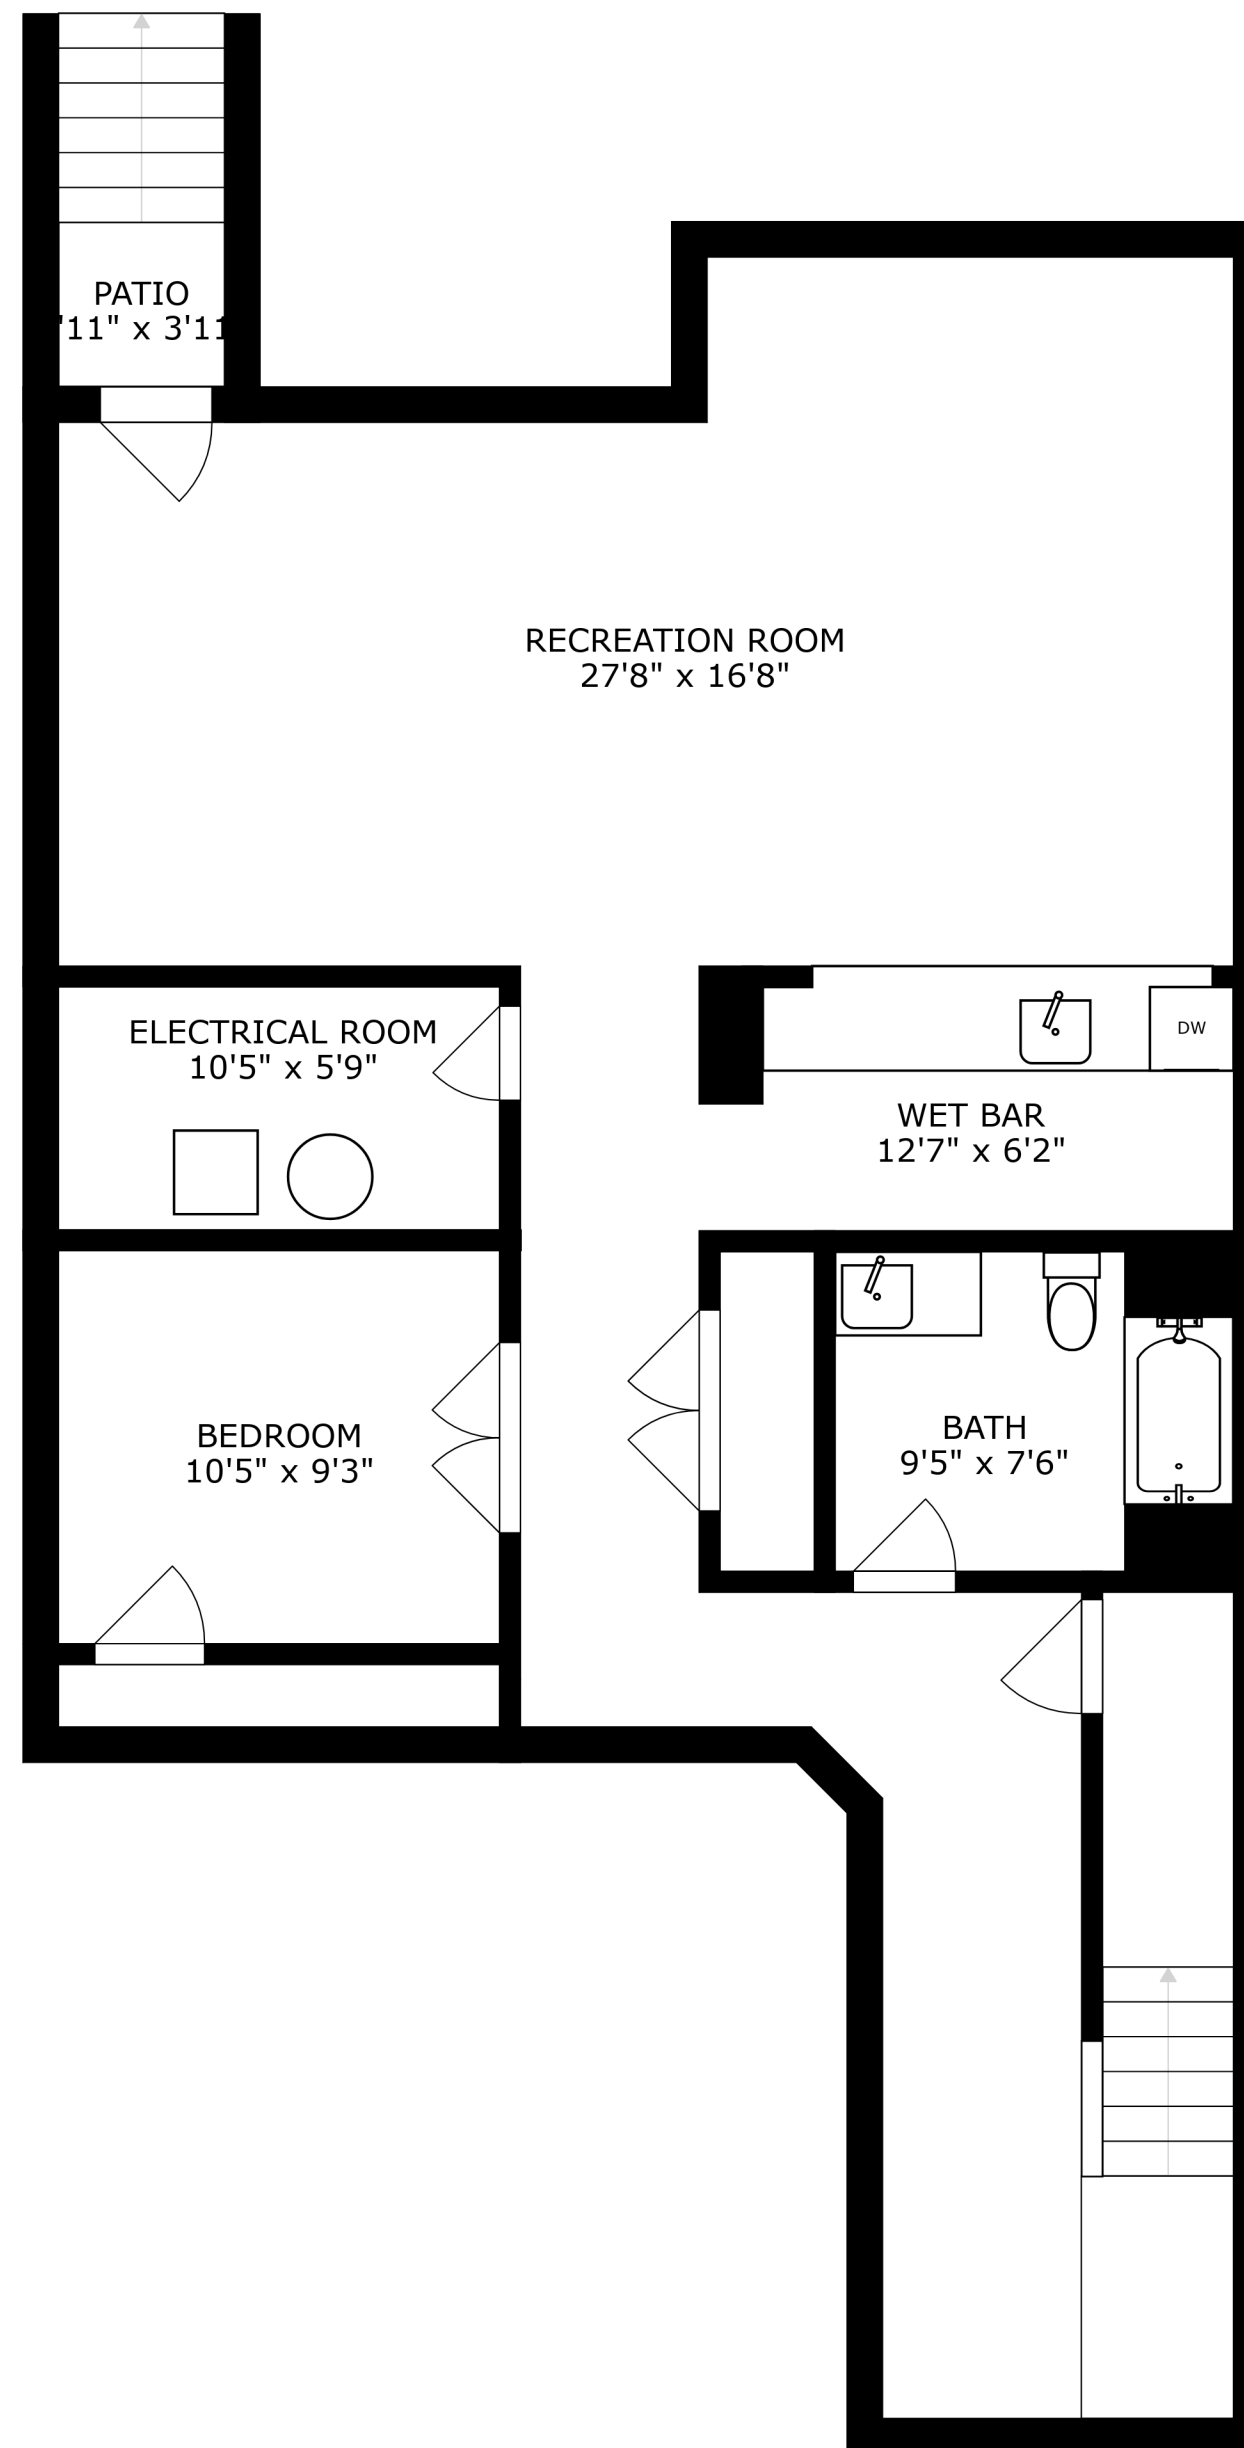 PATIO
'11" x 3'11
RECREATION ROOM
27'8" x 16'8"
ELECTRICAL ROOM
10'5" x 5'9"
DW
WET BAR
12'7" x 6'2"
BEDROOM
10'5" x 9'3"
BATH
9'5" x 7'6"